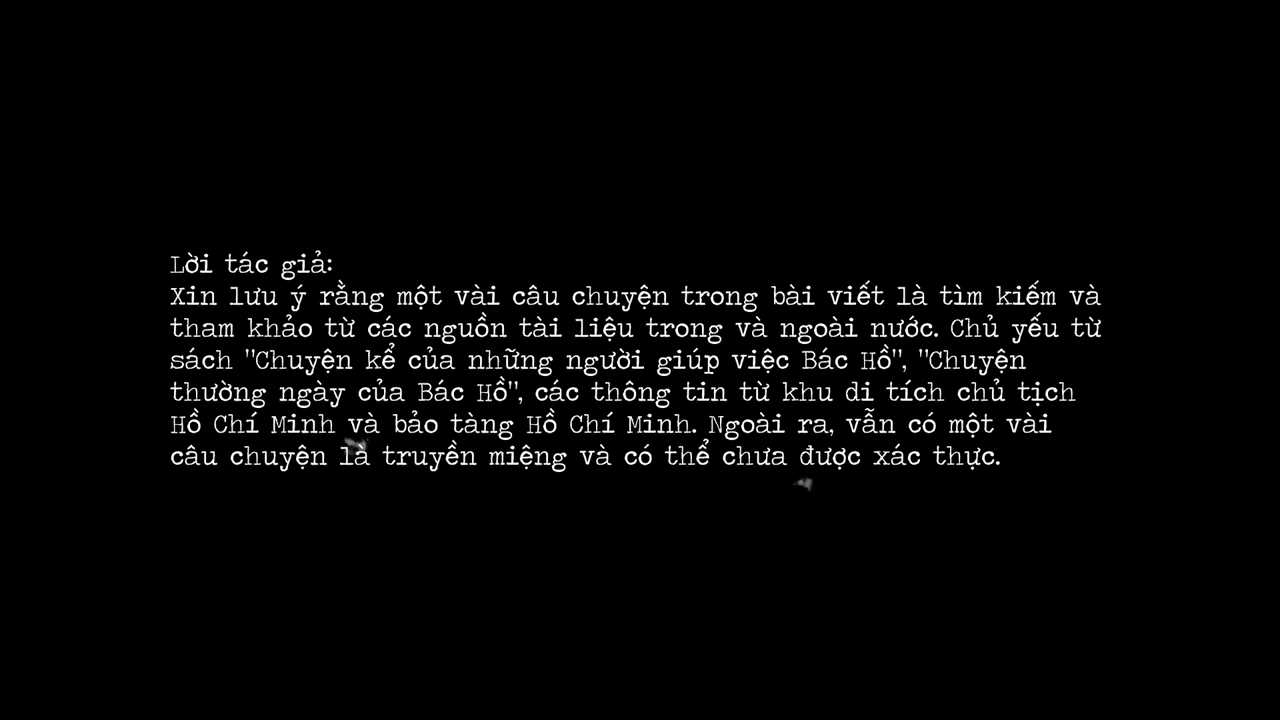 Lời tác giả:
Xin lưu ý rằng một vài câu chuyện trong bài viết là tìm kiếm và
tham khảo từ các nguồn tài liệu trong và ngoài nước. Chủ yếu từ
sách "Chuyện kể của những người giúp việc Bác Hồ", "Chuyện
thường ngày của Bác Hồ", các thông tin từ khu di tích chủ tịch
Hồ Chí Minh và bảo tàng Hồ Chí Minh. Ngoài ra, vẫn có một vài
câu chuyện là truyền miệng và có thể chưa được xác thực.